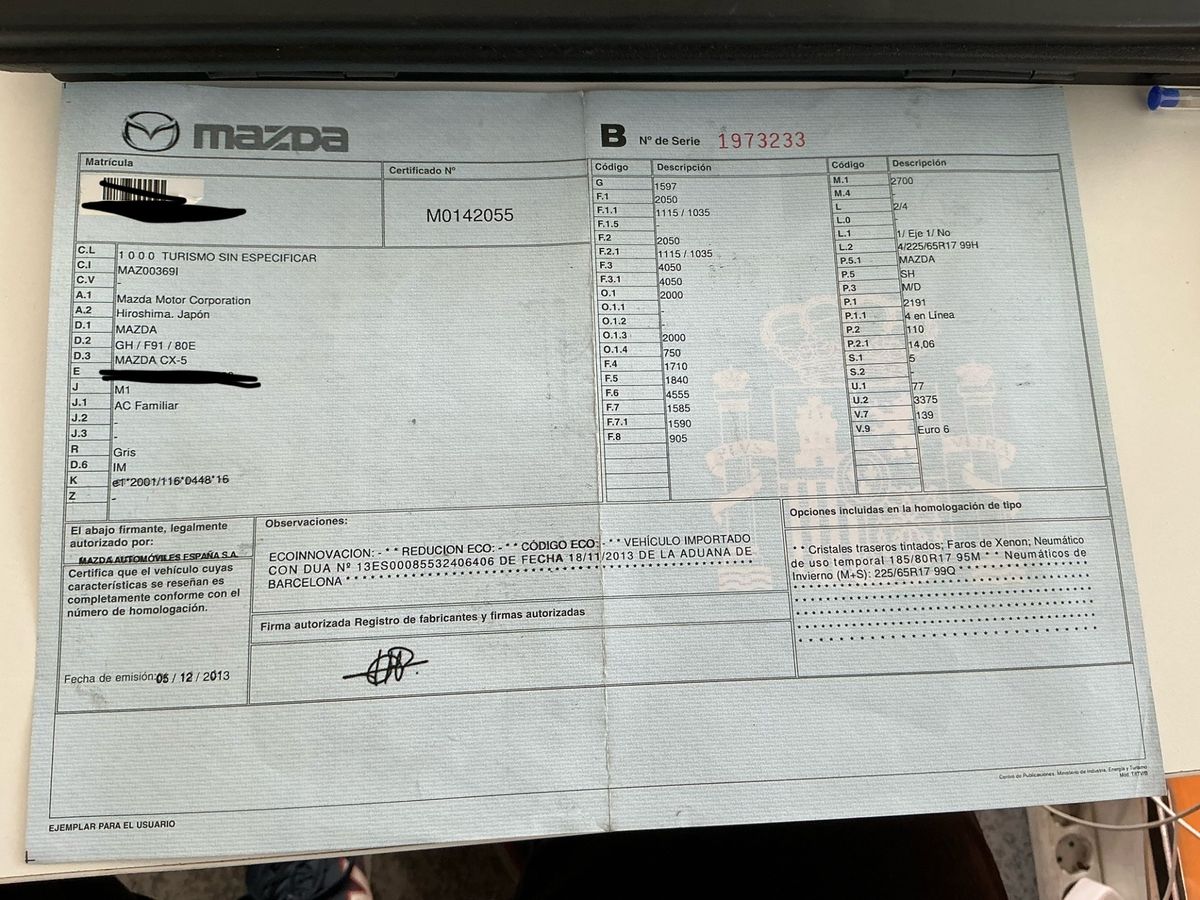 mazda
B Nº de Serie 1973233
Matrícula
Certificado Nº
M0142055
C.L 1000 TURISMO SIN ESPECIFICAR
C.I MAZ00369I
C.V -
A.1 Mazda Motor Corporation
A.2 Hiroshima. Japón
D.1 MAZDA
D.2 GH / F91 / 80E
D.3 MAZDA CX-5
E
J M1
J.1 AC Familiar
J.2 -
J.3 -
R Gris
D.6 IM
K e1*2001/116*0448*16
Z -
Código Descripción
G 1597
F.1 2050
F.1.1 1115 / 1035
F.1.5 -
F.2 2050
F.2.1 1115 / 1035
F.3 4050
F.3.1 4050
O.1 2000
O.1.1 -
O.1.2 -
O.1.3 2000
O.1.4 750
F.4 1710
F.5 1840
F.6 4555
F.7 1585
F.7.1 1590
F.8 905
Código Descripción
M.1 2700
M.4 -
L 2/4
L.0 -
L.1 1/ Eje 1/ No
L.2 4/225/65R17 99H
P.5.1 MAZDA
P.5 SH
P.3 M/D
P.1 2191
P.1.1 4 en Línea
P.2 110
P.2.1 14,06
S.1 5
S.2 -
U.1 77
U.2 3375
V.7 139
V.9 Euro 6
PLVS VLTRA
El abajo firmante, legalmente
autorizado por:
MAZDA AUTOMÓVILES ESPAÑA S.A.
Certifica que el vehículo cuyas
características se reseñan es
completamente conforme con el
número de homologación.
Fecha de emisión: 05 / 12 / 2013
Observaciones:
ECOINNOVACION: - * * REDUCION ECO: - * * CÓDIGO ECO: - * * VEHÍCULO IMPORTADO
CON DUA Nº 13ES00085532406406 DE FECHA 18/11/2013 DE LA ADUANA DE
BARCELONA * * * * * * * * * * * * * * * * * * * * * * * * * * * * * * * * * * * * * * * * * * * *
Firma autorizada Registro de fabricantes y firmas autorizadas
Opciones incluidas en la homologación de tipo
* * Cristales traseros tintados; Faros de Xenon; Neumático
de uso temporal 185/80R17 95M * * Neumáticos de
Invierno (M+S): 225/65R17 99Q * * * * * * * * * * * * * * * *
Centro de Publicaciones. Ministerio de Industria, Energía y Turismo
EJEMPLAR PARA EL USUARIO